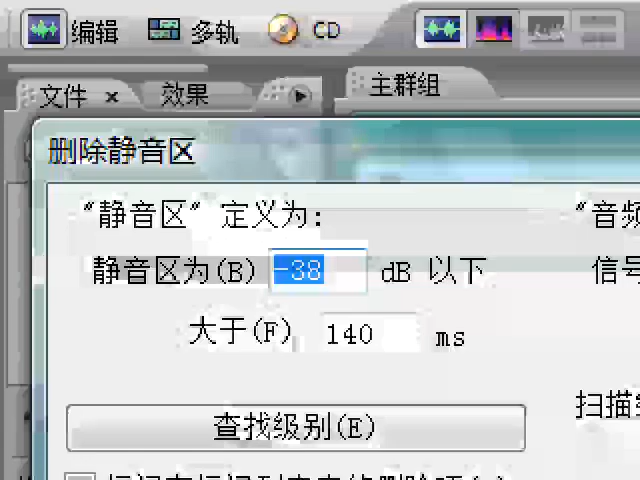 编辑 多轨 CD
文件 × 效果 主群组
删除静音区
"静音区" 定义为: "音频
静音区为(B) -38 dB 以下 信号
大于(F) 140 ms
扫描
查找级别(E)